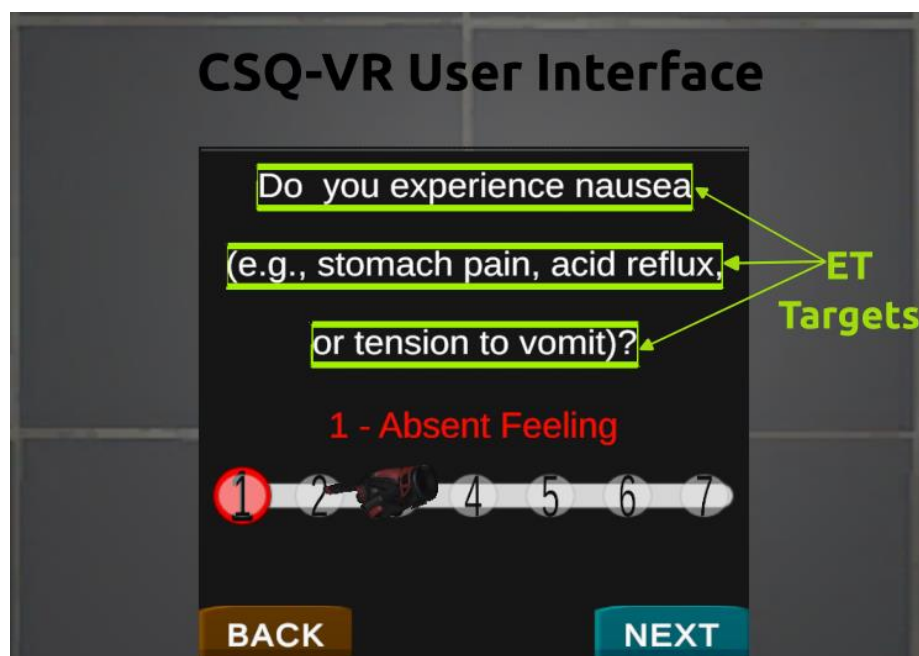 CSQ-VR User Interface
Do you experience nausea
(e.g., stomach pain, acid reflux,
or tension to vomit)?
ET
Targets
1 - Absent Feeling
1 2 4 5 6 7
BACK NEXT